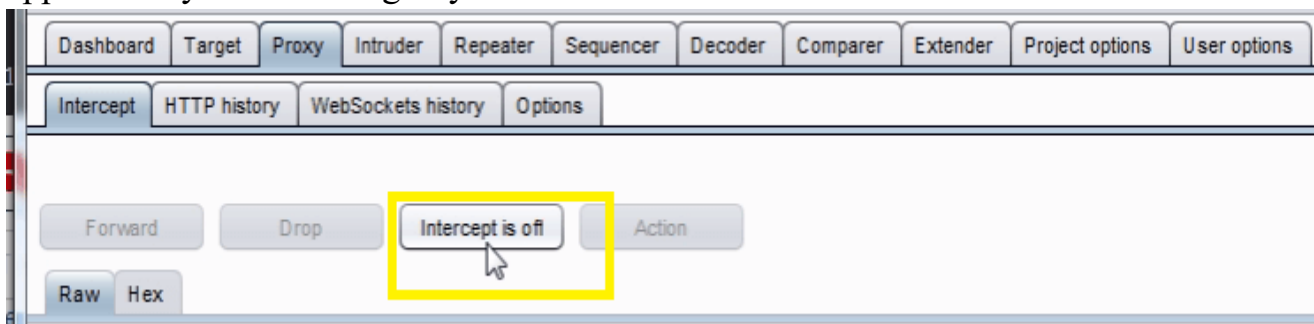 Dashboard Target Proxy Intruder Repeater Sequencer Decoder Comparer Extender Project options User options
Intercept HTTP history WebSockets history Options
Forward Drop Intercept is off Action
Raw Hex